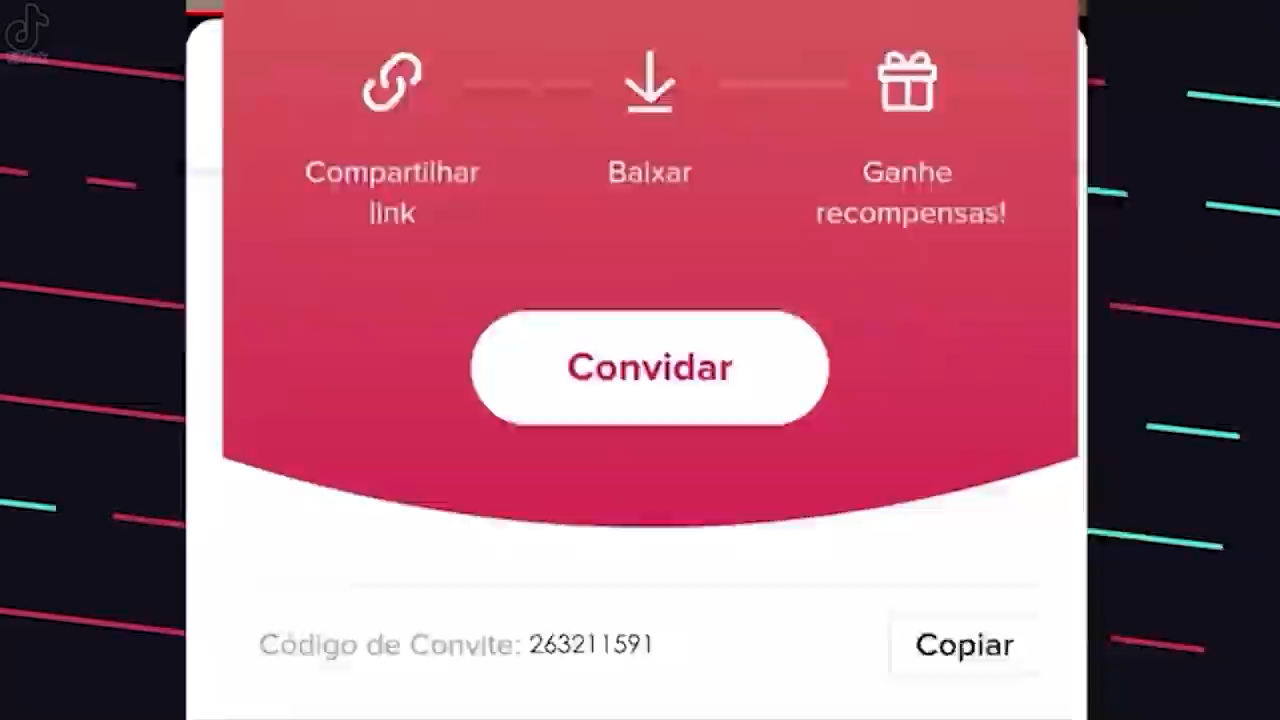 Compartilhar
link
Baixar
Ganhe
recompensas!
Convidar
Código de Convite: 263211591
Copiar